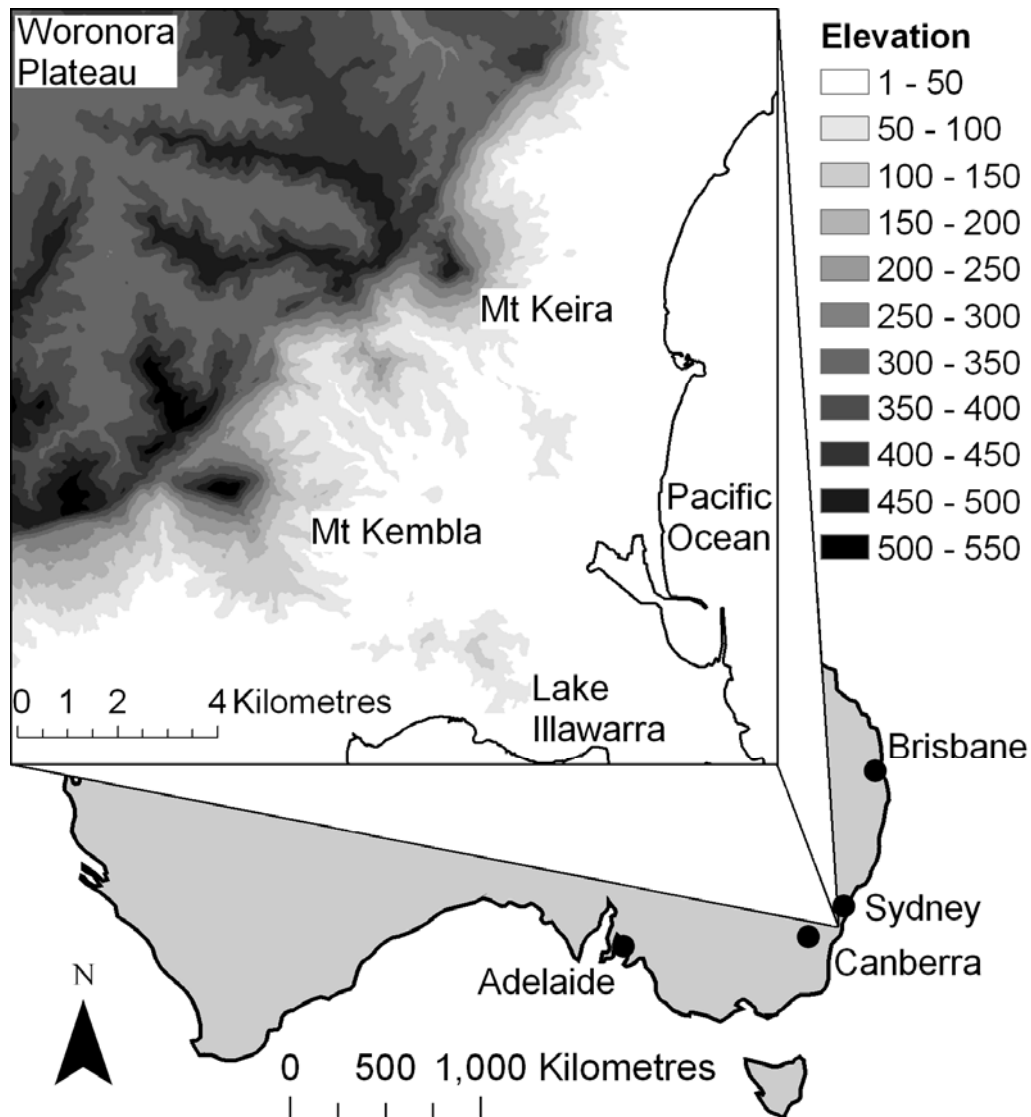 Woronora
Plateau
Mt Keira
Mt Kembla
Pacific
Ocean
Lake
Illawarra
0 1 2 4 Kilometres
Elevation
1 - 50
50 - 100
100 - 150
150 - 200
200 - 250
250 - 300
300 - 350
350 - 400
400 - 450
450 - 500
500 - 550
Brisbane
Sydney
Canberra
Adelaide
N
0 500 1,000 Kilometres